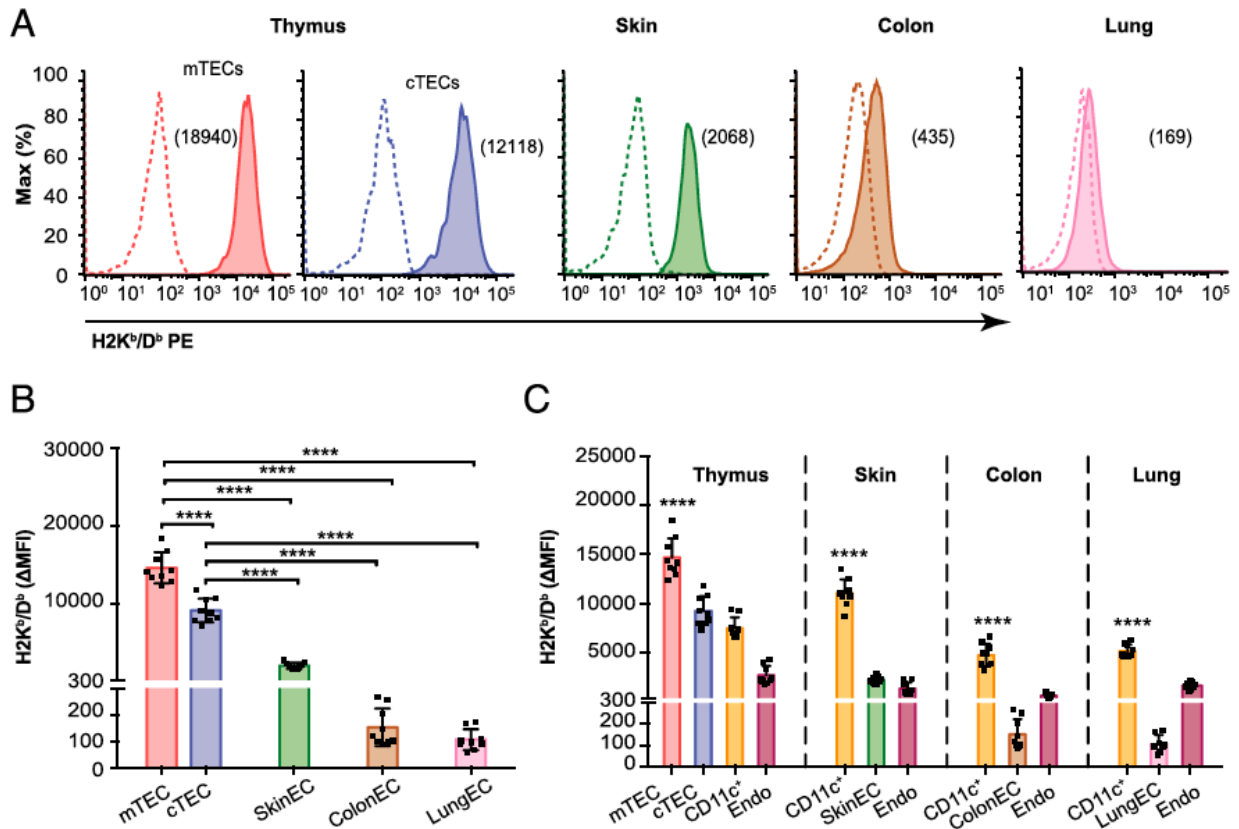 A
Thymus Skin Colon Lung
mTECs cTECs
(18940) (12118) (2068) (435) (169)
Max (%)
100
80
60
40
20
0
10⁰ 10¹ 10² 10³ 10⁴ 10⁵ 10⁰ 10¹ 10² 10³ 10⁴ 10⁵ 10⁰ 10¹ 10² 10³ 10⁴ 10⁵ 10¹ 10² 10³ 10⁴ 10⁵ 10¹ 10² 10³ 10⁴ 10⁵
H2Kᵇ/Dᵇ PE
B
H2Kᵇ/Dᵇ (ΔMFI)
30000
20000
10000
300
200
100
0
****
****
****
****
****
****
****
mTEC cTEC SkinEC ColonEC LungEC
C
H2Kᵇ/Dᵇ (ΔMFI)
25000
20000
15000
10000
5000
300
200
100
0
Thymus Skin Colon Lung
**** **** **** ****
mTEC cTEC CD11c⁺ Endo CD11c⁺ SkinEC Endo CD11c⁺ ColonEC Endo CD11c⁺ LungEC Endo